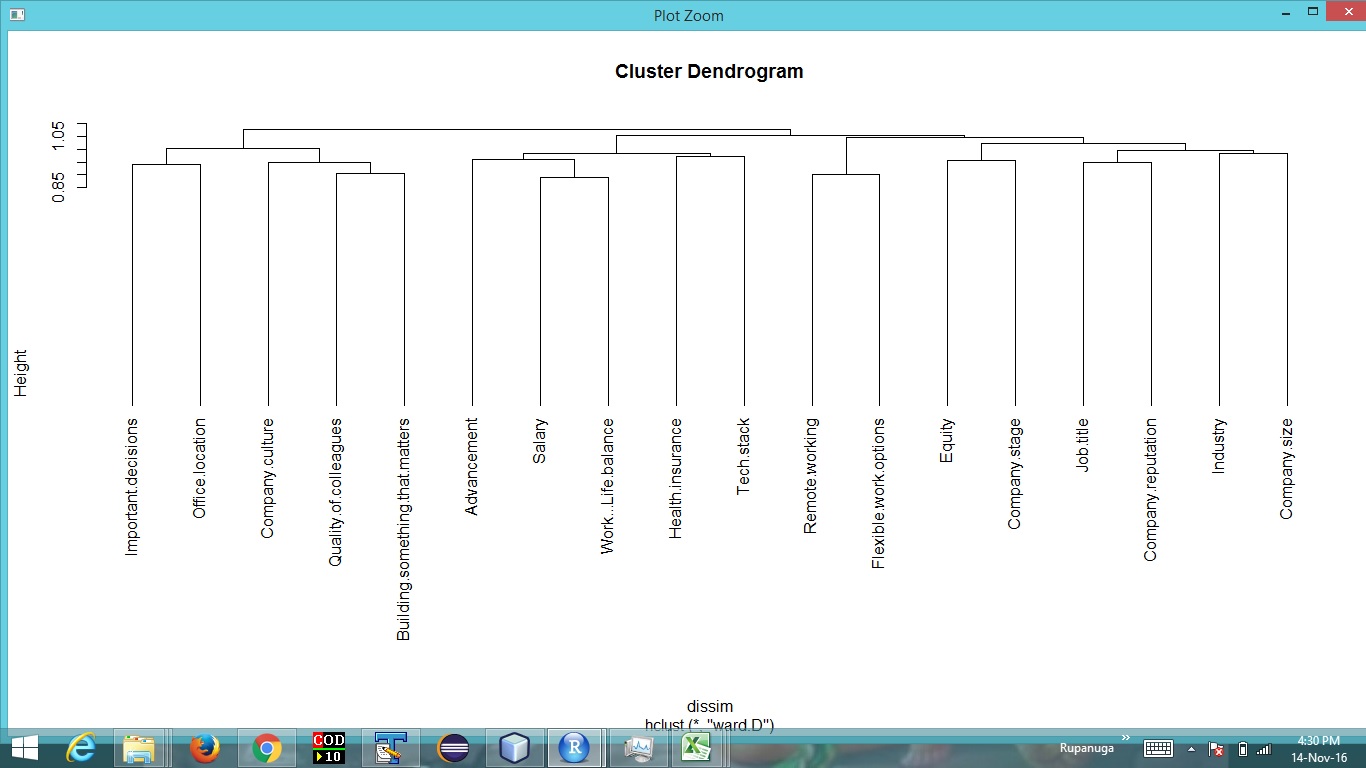 Plot Zoom
Cluster Dendrogram
1.05
0.85
Height
Important.decisions
Office.location
Company.culture
Quality.of.colleagues
Building.something.that.matters
Advancement
Salary
Work...Life.balance
Health.insurance
Tech.stack
Remote.working
Flexible.work.options
Equity
Company.stage
Job.title
Company.reputation
Industry
Company.size
dissim
hclust (*, "ward.D")
COD
10
R
Rupanuga
4:30 PM
14-Nov-16